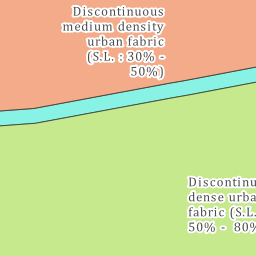 Discontinuous
medium density
urban fabric
(S.L. : 30% -
50%)
Discontinu
dense urba
fabric (S.L.
50% - 80%